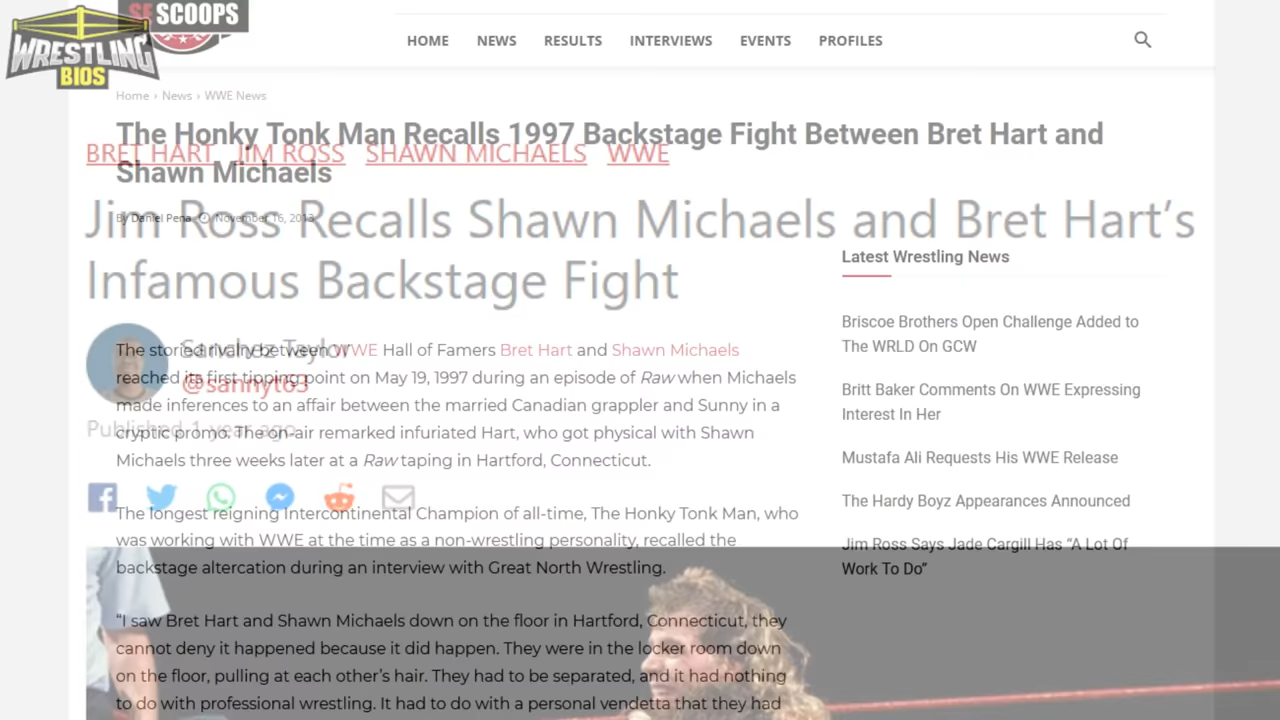 SE SCOOPS
WRESTLING
BIOS
HOME NEWS RESULTS INTERVIEWS EVENTS PROFILES
Home › News › WWE News
The Honky Tonk Man Recalls 1997 Backstage Fight Between Bret Hart and
Shawn Michaels
BRET HART JIM ROSS SHAWN MICHAELS WWE
By Daniel Pena November 16, 2013
Jim Ross Recalls Shawn Michaels and Bret Hart's
Infamous Backstage Fight
@sannyt63
Published 1 year ago
The storied rivalry between WWE Hall of Famers Bret Hart and Shawn Michaels
reached its first tipping point on May 19, 1997 during an episode of Raw when Michaels
made inferences to an affair between the married Canadian grappler and Sunny in a
cryptic promo. The on-air remarked infuriated Hart, who got physical with Shawn
Michaels three weeks later at a Raw taping in Hartford, Connecticut.
The longest reigning Intercontinental Champion of all-time, The Honky Tonk Man, who
was working with WWE at the time as a non-wrestling personality, recalled the
backstage altercation during an interview with Great North Wrestling.
“I saw Bret Hart and Shawn Michaels down on the floor in Hartford, Connecticut, they
cannot deny it happened because it did happen. They were in the locker room down
on the floor, pulling at each other's hair. They had to be separated, and it had nothing
to do with professional wrestling. It had to do with a personal vendetta that they had
Latest Wrestling News
Briscoe Brothers Open Challenge Added to
The WRLD On GCW
Britt Baker Comments On WWE Expressing
Interest In Her
Mustafa Ali Requests His WWE Release
The Hardy Boyz Appearances Announced
Jim Ross Says Jade Cargill Has “A Lot Of
Work To Do”